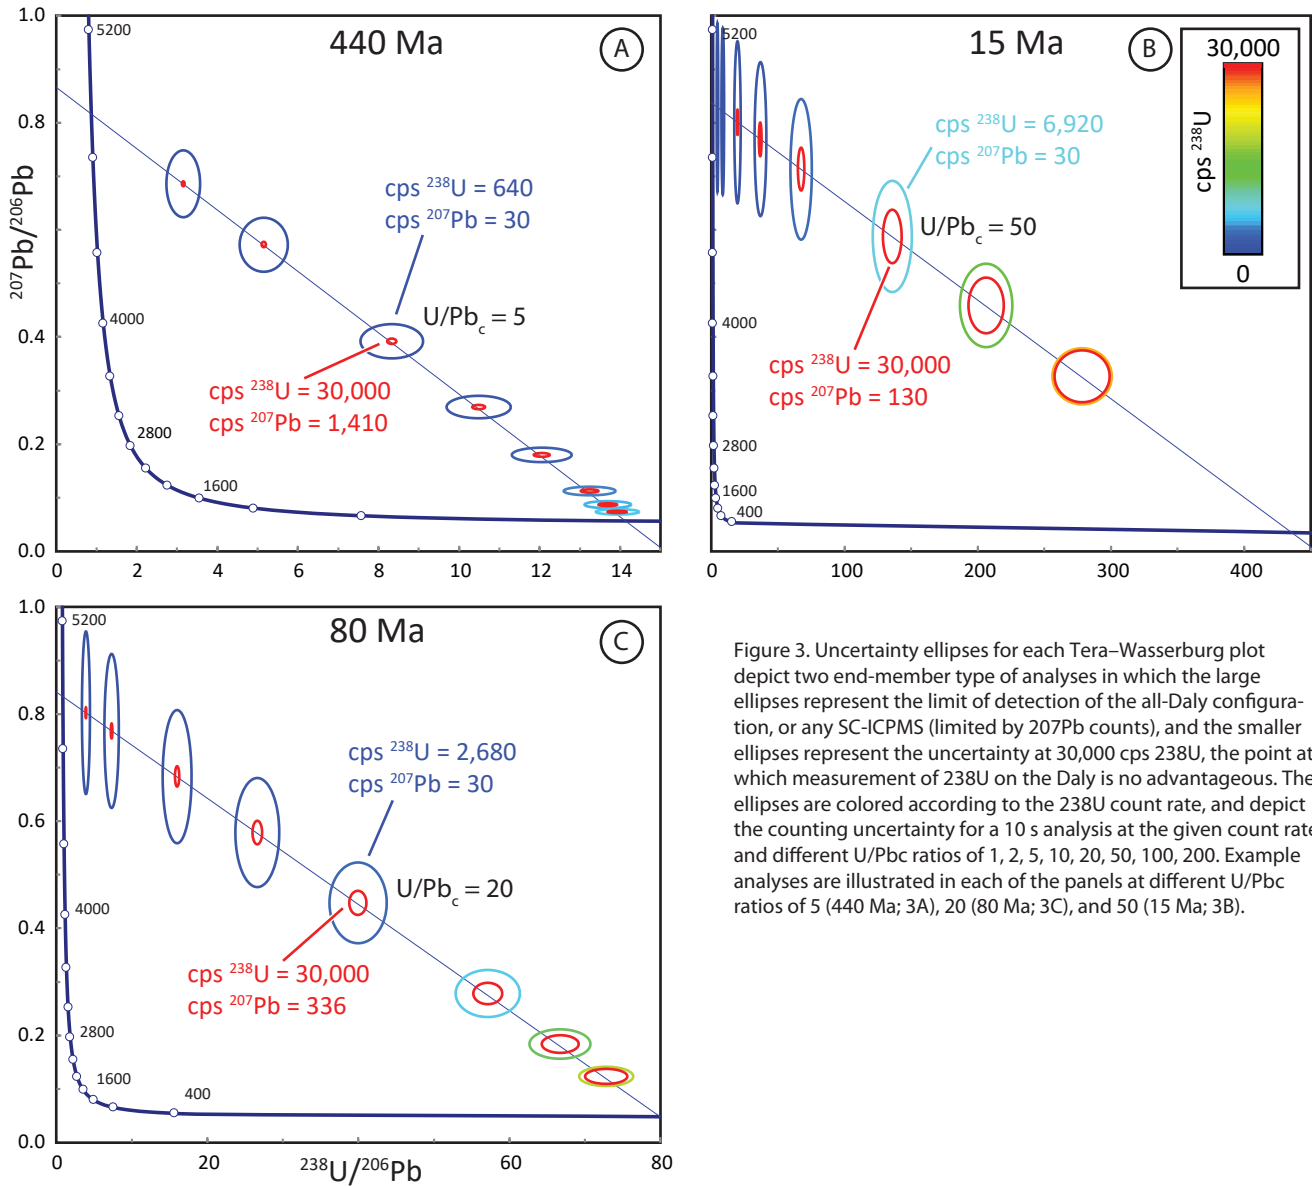 440 Ma
A
1.0
0.8
0.6
0.4
0.2
0.0
²⁰⁷Pb/²⁰⁶Pb
5200
4000
2800
1600
cps ²³⁸U = 640
cps ²⁰⁷Pb = 30
U/Pbc = 5
cps ²³⁸U = 30,000
cps ²⁰⁷Pb = 1,410
0 2 4 6 8 10 12 14
15 Ma
B
5200
4000
2800
1600
400
cps ²³⁸U = 6,920
cps ²⁰⁷Pb = 30
U/Pbc = 50
cps ²³⁸U = 30,000
cps ²⁰⁷Pb = 130
0 100 200 300 400
30,000
cps ²³⁸U
0
80 Ma
C
1.0
0.8
0.6
0.4
0.2
0.0
5200
4000
2800
1600
400
cps ²³⁸U = 2,680
cps ²⁰⁷Pb = 30
U/Pbc = 20
cps ²³⁸U = 30,000
cps ²⁰⁷Pb = 336
0 20 40 60 80
²³⁸U/²⁰⁶Pb
Figure 3. Uncertainty ellipses for each Tera–Wasserburg plot
depict two end-member type of analyses in which the large
ellipses represent the limit of detection of the all-Daly configura-
tion, or any SC-ICPMS (limited by 207Pb counts), and the smaller
ellipses represent the uncertainty at 30,000 cps 238U, the point at
which measurement of 238U on the Daly is no advantageous. The
ellipses are colored according to the 238U count rate, and depict
the counting uncertainty for a 10 s analysis at the given count rate
and different U/Pbc ratios of 1, 2, 5, 10, 20, 50, 100, 200. Example
analyses are illustrated in each of the panels at different U/Pbc
ratios of 5 (440 Ma; 3A), 20 (80 Ma; 3C), and 50 (15 Ma; 3B).